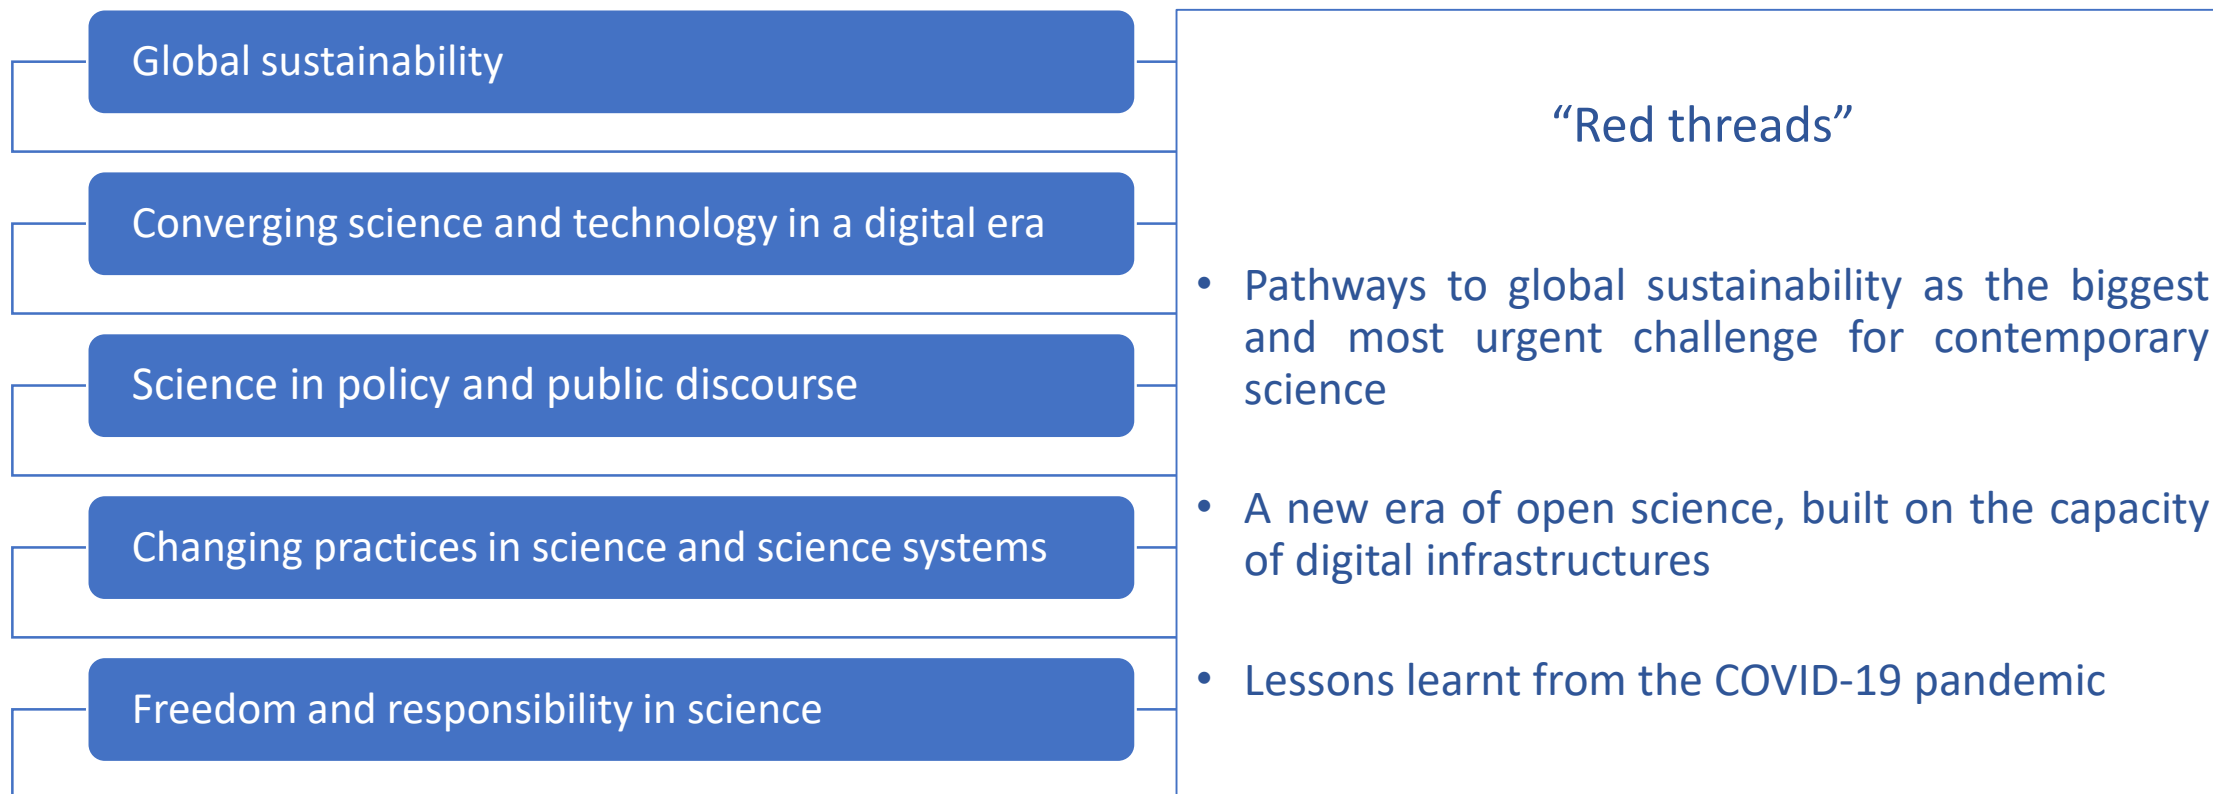 Global sustainability
Converging science and technology in a digital era
Science in policy and public discourse
Changing practices in science and science systems
Freedom and responsibility in science
“Red threads”
• Pathways to global sustainability as the biggest
and most urgent challenge for contemporary
science
• A new era of open science, built on the capacity
of digital infrastructures
• Lessons learnt from the COVID-19 pandemic